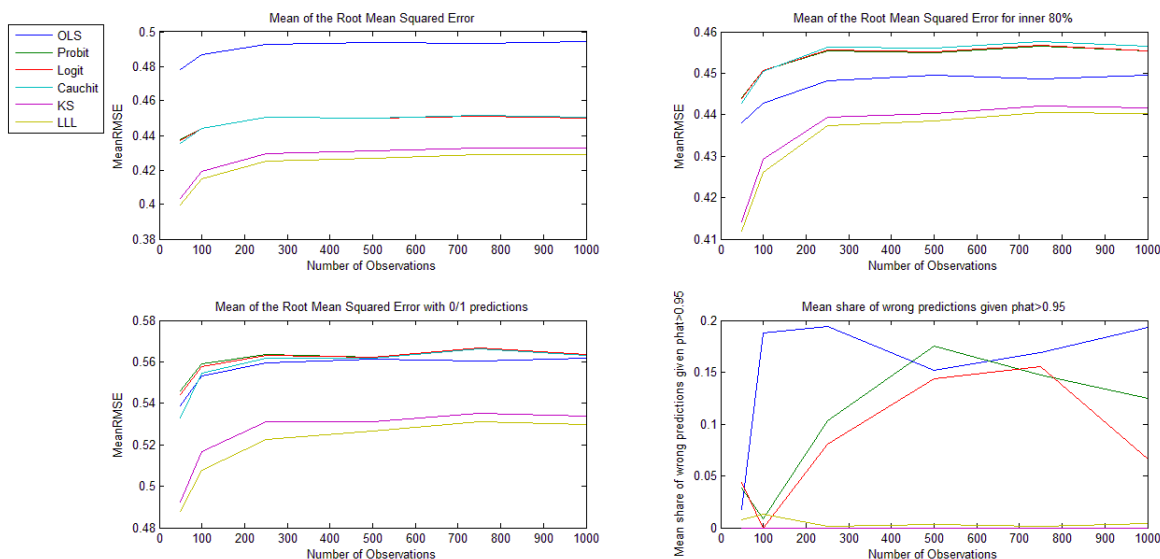 OLS
Probit
Logit
Cauchit
KS
LLL
Mean of the Root Mean Squared Error
MeanRMSE
0.5
0.48
0.46
0.44
0.42
0.4
0.38
0 100 200 300 400 500 600 700 800 900 1000
Number of Observations
Mean of the Root Mean Squared Error for inner 80%
MeanRMSE
0.46
0.45
0.44
0.43
0.42
0.41
0 100 200 300 400 500 600 700 800 900 1000
Number of Observations
Mean of the Root Mean Squared Error with 0/1 predictions
MeanRMSE
0.58
0.56
0.54
0.52
0.5
0.48
0 100 200 300 400 500 600 700 800 900 1000
Number of Observations
Mean share of wrong predictions given phat>0.95
Mean share of wrong predictions given phat>0.95
0.2
0.15
0.1
0.05
0
0 100 200 300 400 500 600 700 800 900 1000
Number of Observations